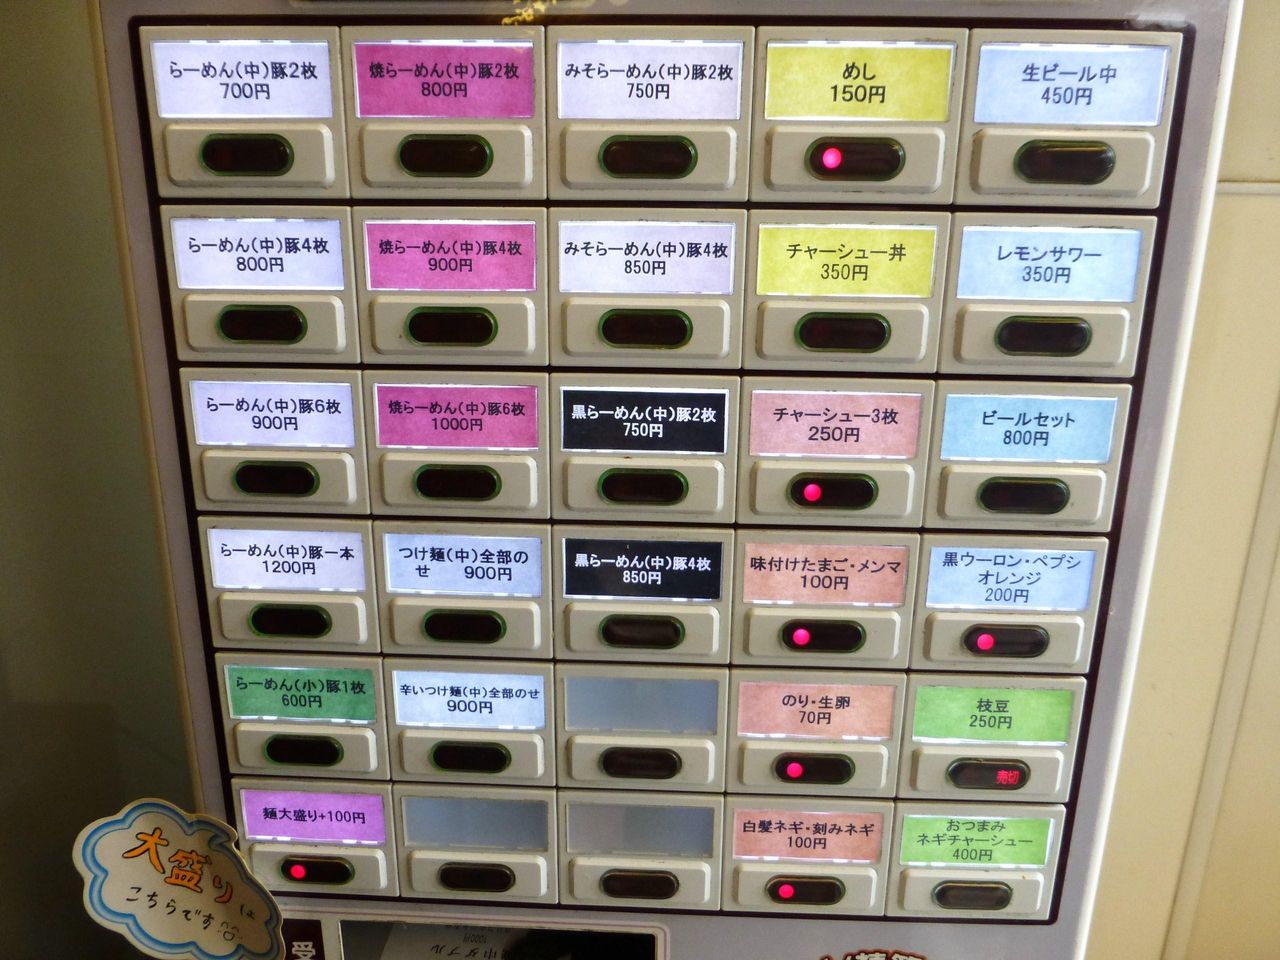 らーめん(中)豚2枚
700円
焼らーめん(中)豚2枚
800円
みそらーめん(中)豚2枚
750円
めし
150円
生ビール中
450円
らーめん(中)豚4枚
800円
焼らーめん(中)豚4枚
900円
みそらーめん(中)豚4枚
850円
チャーシュー丼
350円
レモンサワー
350円
らーめん(中)豚6枚
900円
焼らーめん(中)豚6枚
1000円
黒らーめん(中)豚2枚
750円
チャーシュー3枚
250円
ビールセット
800円
らーめん(中)豚一本
1200円
つけ麺(中)全部の
せ 900円
黒らーめん(中)豚4枚
850円
味付けたまご・メンマ
100円
黒ウーロン・ペプシ
オレンジ
200円
らーめん(小)豚1枚
600円
辛いつけ麺(中)全部のせ
900円
のり・生卵
70円
枝豆
250円
売切
麺大盛り+100円
白髪ネギ・刻みネギ
100円
おつまみ
ネギチャーシュー
400円
大盛りは
こちらです
受
中ダブル
1000円